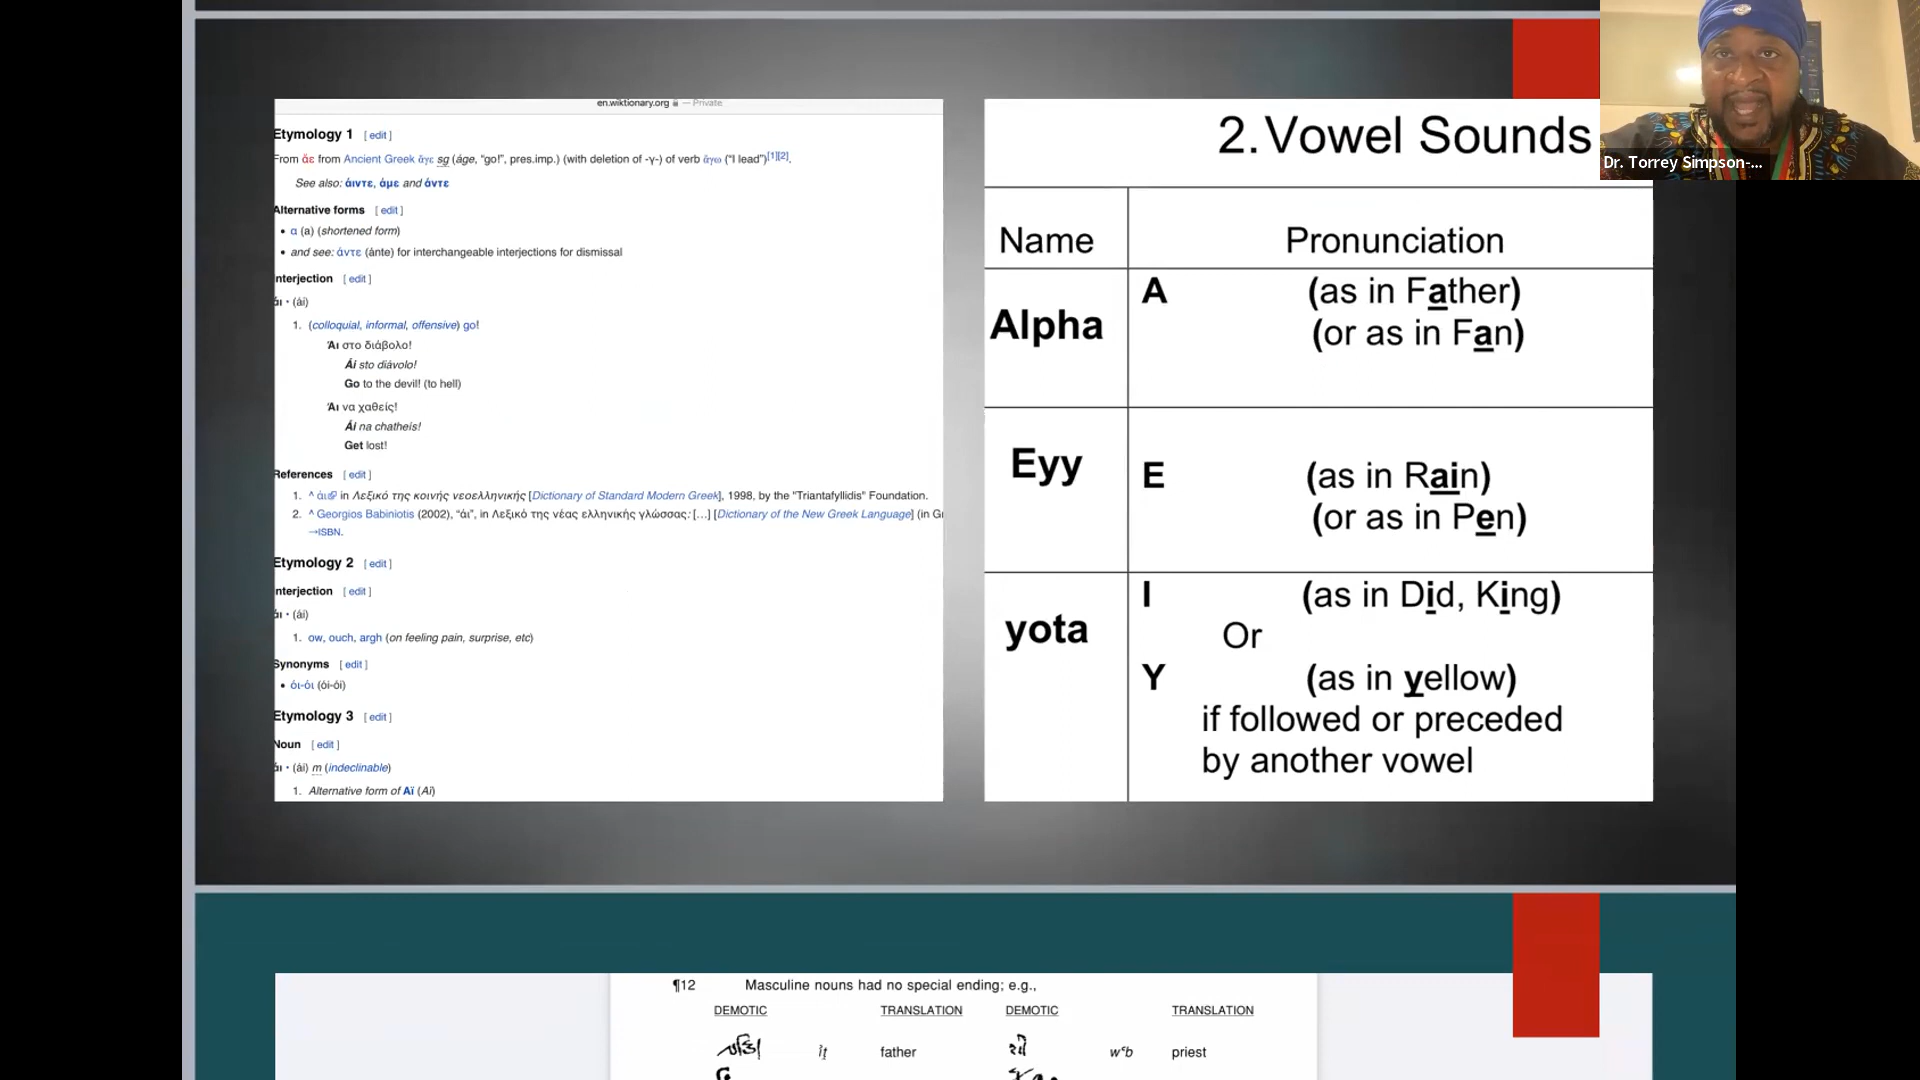 en.wiktionary.org — Private
Etymology 1 [ edit ]
From ἄε from Ancient Greek ἄγε sg (áge, “go!”, pres.imp.) (with deletion of -γ-) of verb ἄγω (“I lead”)[1][2].
See also: άιντε, άμε and άντε
Alternative forms [ edit ]
• α (a) (shortened form)
• and see: άντε (ánte) for interchangeable interjections for dismissal
nterjection [ edit ]
άι • (ái)
1. (colloquial, informal, offensive) go!
Άι στο διάβολο!
Ái sto diávolo!
Go to the devil! (to hell)
Άι να χαθείς!
Ái na chatheís!
Get lost!
References [ edit ]
1. ^ άι in Λεξικό της κοινής νεοελληνικής [Dictionary of Standard Modern Greek], 1998, by the "Triantafyllidis" Foundation.
2. ^ Georgios Babiniotis (2002), “άι”, in Λεξικό της νέας ελληνικής γλώσσας: […] [Dictionary of the New Greek Language] (in Gr
→ISBN.
Etymology 2 [ edit ]
nterjection [ edit ]
άι • (ái)
1. ow, ouch, argh (on feeling pain, surprise, etc)
Synonyms [ edit ]
• όι-όι (ói-ói)
Etymology 3 [ edit ]
Noun [ edit ]
άι • (ái) m (indeclinable)
1. Alternative form of Αϊ (Aï)
2. Vowel Sounds
Name Pronunciation
Alpha
A (as in Father)
(or as in Fan)
Eyy
E (as in Rain)
(or as in Pen)
yota
I (as in Did, King)
Or
Y (as in yellow)
if followed or preceded
by another vowel
Dr. Torrey Simpson-...
¶12 Masculine nouns had no special ending; e.g.,
DEMOTIC TRANSLATION DEMOTIC TRANSLATION
father wꜥb priest